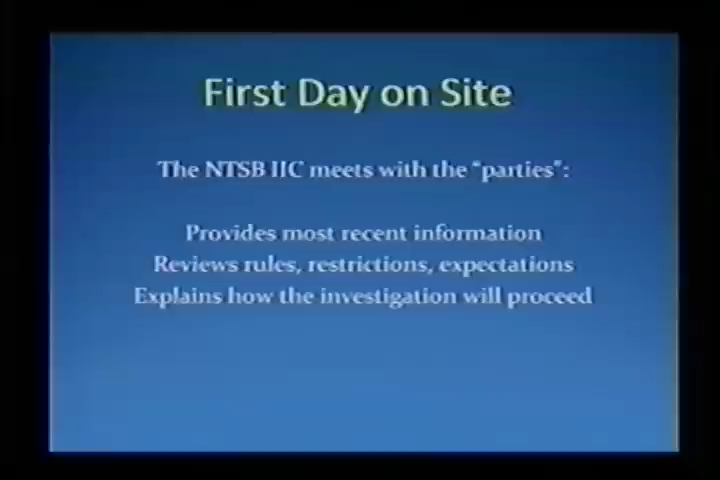 First Day on Site
The NTSB IIC meets with the “parties”:
Provides most recent information
Reviews rules, restrictions, expectations
Explains how the investigation will proceed